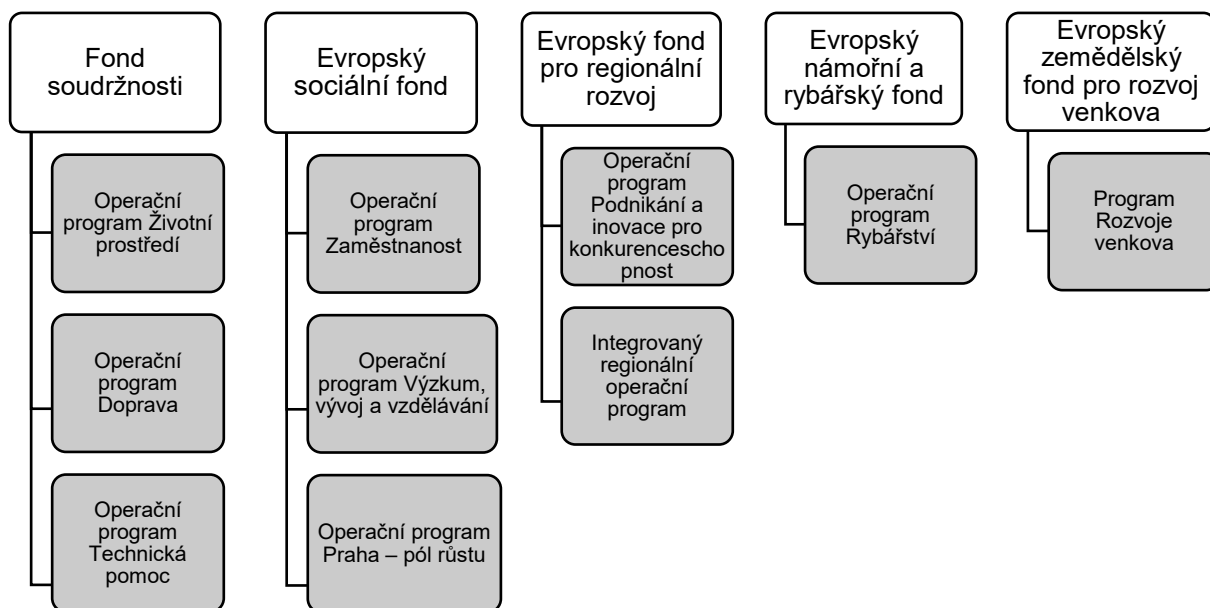 Fond
soudržnosti
Operační
program Životní
prostředí
Operační
program
Doprava
Operační
program
Technická
pomoc
Evropský
sociální fond
Operační
program
Zaměstnanost
Operační
program Výzkum,
vývoj a vzdělávání
Operační program
Praha – pól růstu
Evropský fond
pro regionální
rozvoj
Operační
program
Podnikání a
inovace pro
konkurencescho
pnost
Integrovaný
regionální
operační
program
Evropský
námořní a
rybářský fond
Operační
program
Rybářství
Evropský
zemědělský
fond pro rozvoj
venkova
Program
Rozvoje
venkova